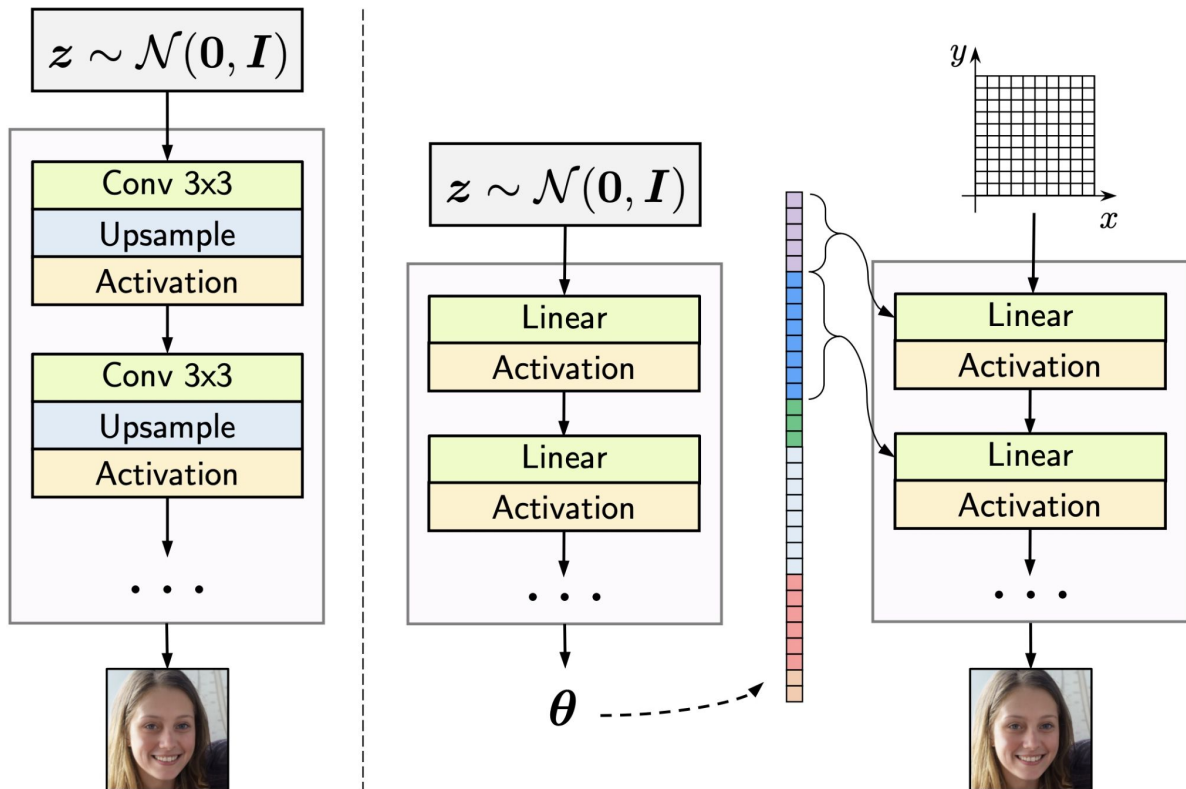 z ∼ 𝒩(0, I)
Conv 3x3
Upsample
Activation
Conv 3x3
Upsample
Activation
. . .
z ∼ 𝒩(0, I)
Linear
Activation
Linear
Activation
. . .
θ
y
x
Linear
Activation
Linear
Activation
. . .